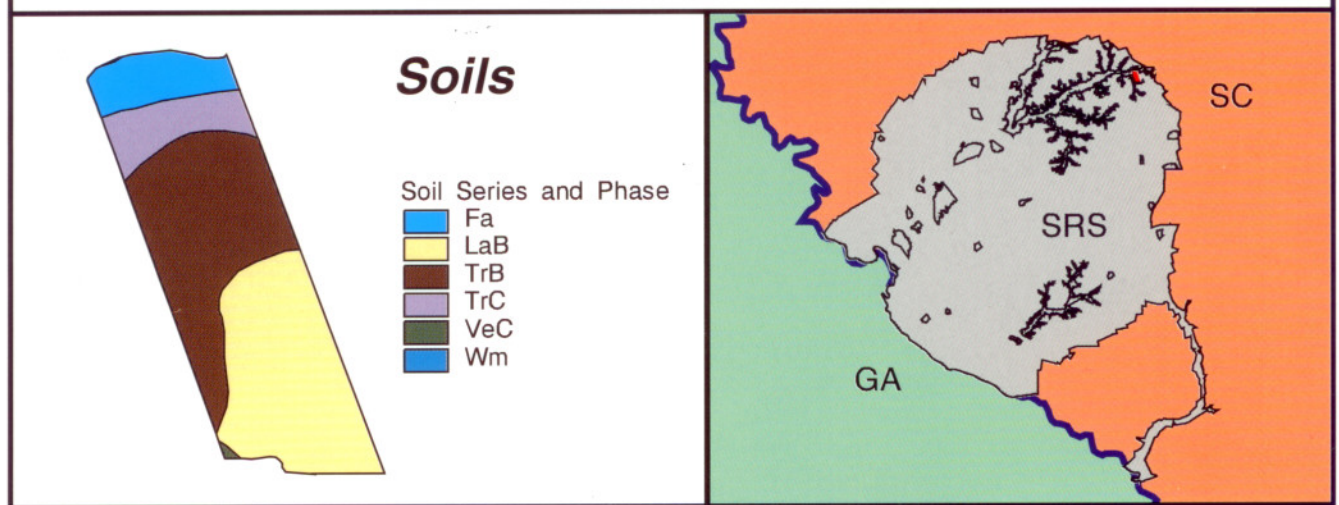 Soils
Soil Series and Phase
Fa
LaB
TrB
TrC
VeC
Wm
SC
SRS
GA